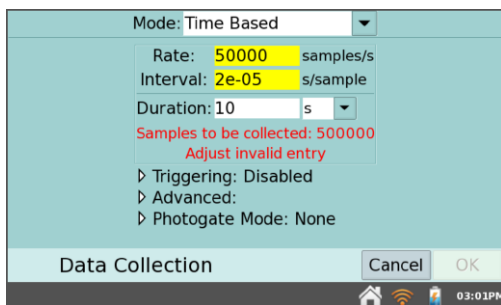 Mode: Time Based
Rate: 50000 samples/s
Interval: 2e-05 s/sample
Duration: 10 s
Samples to be collected: 500000
Adjust invalid entry
Triggering: Disabled
Advanced:
Photogate Mode: None
Data Collection Cancel OK
03:01PM